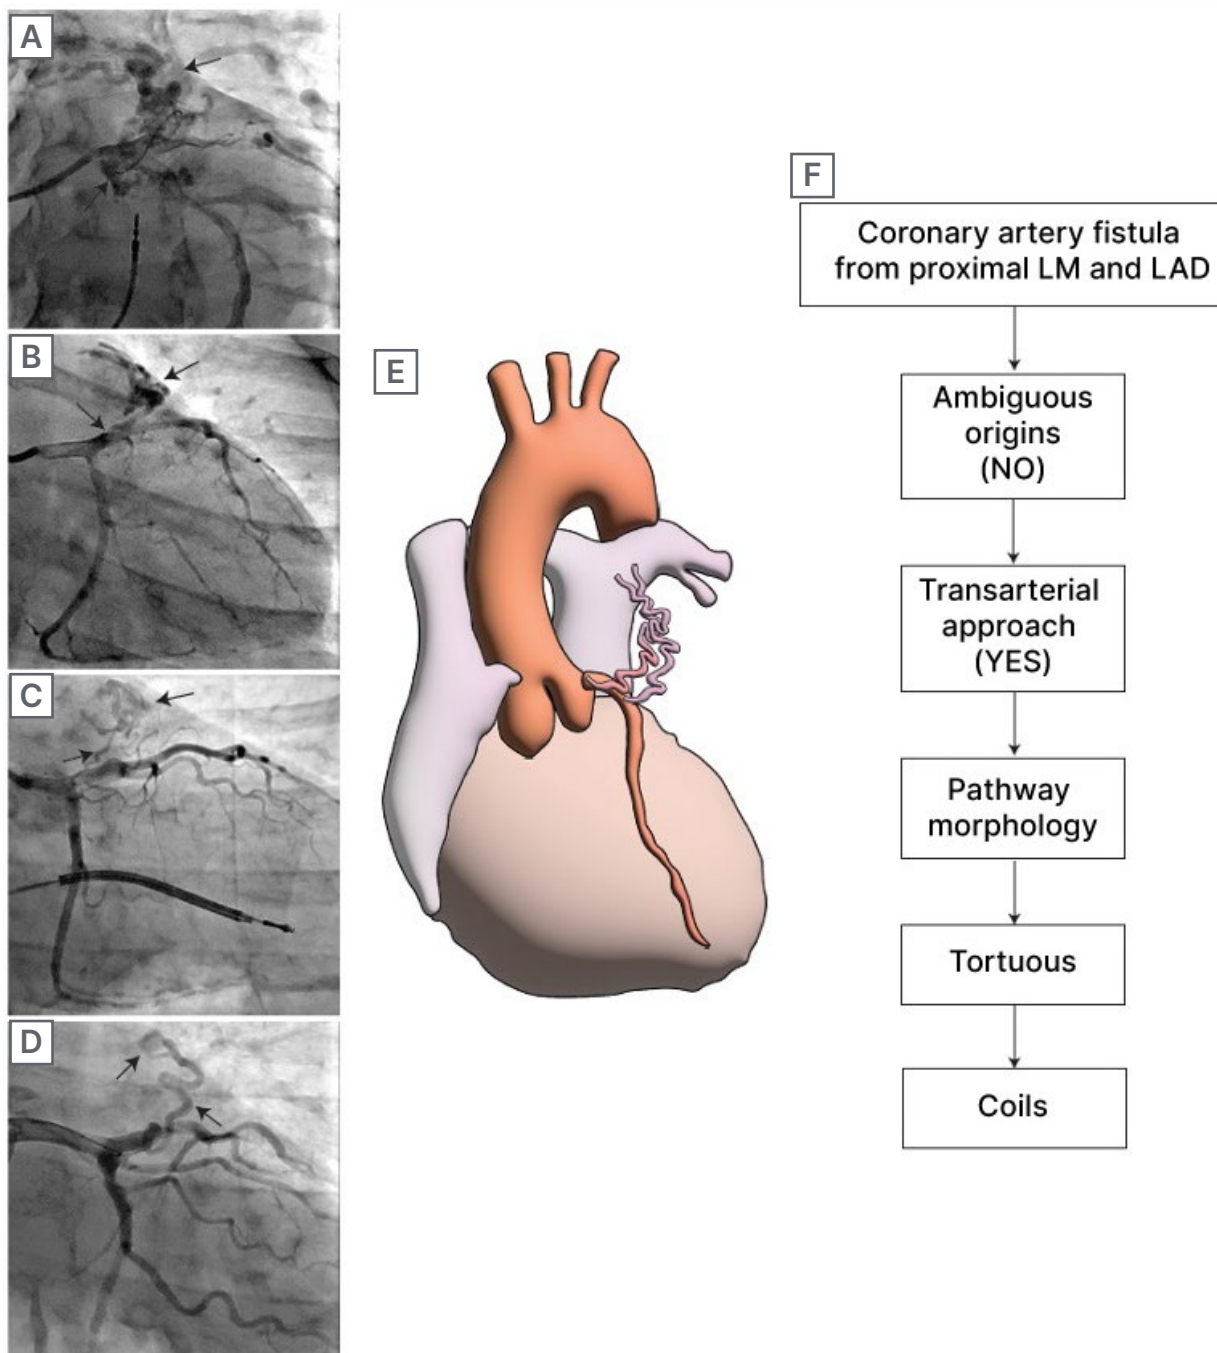 A
B
C
D
E
F
Coronary artery fistula
from proximal LM and LAD
Ambiguous
origins
(NO)
Transarterial
approach
(YES)
Pathway
morphology
Tortuous
Coils